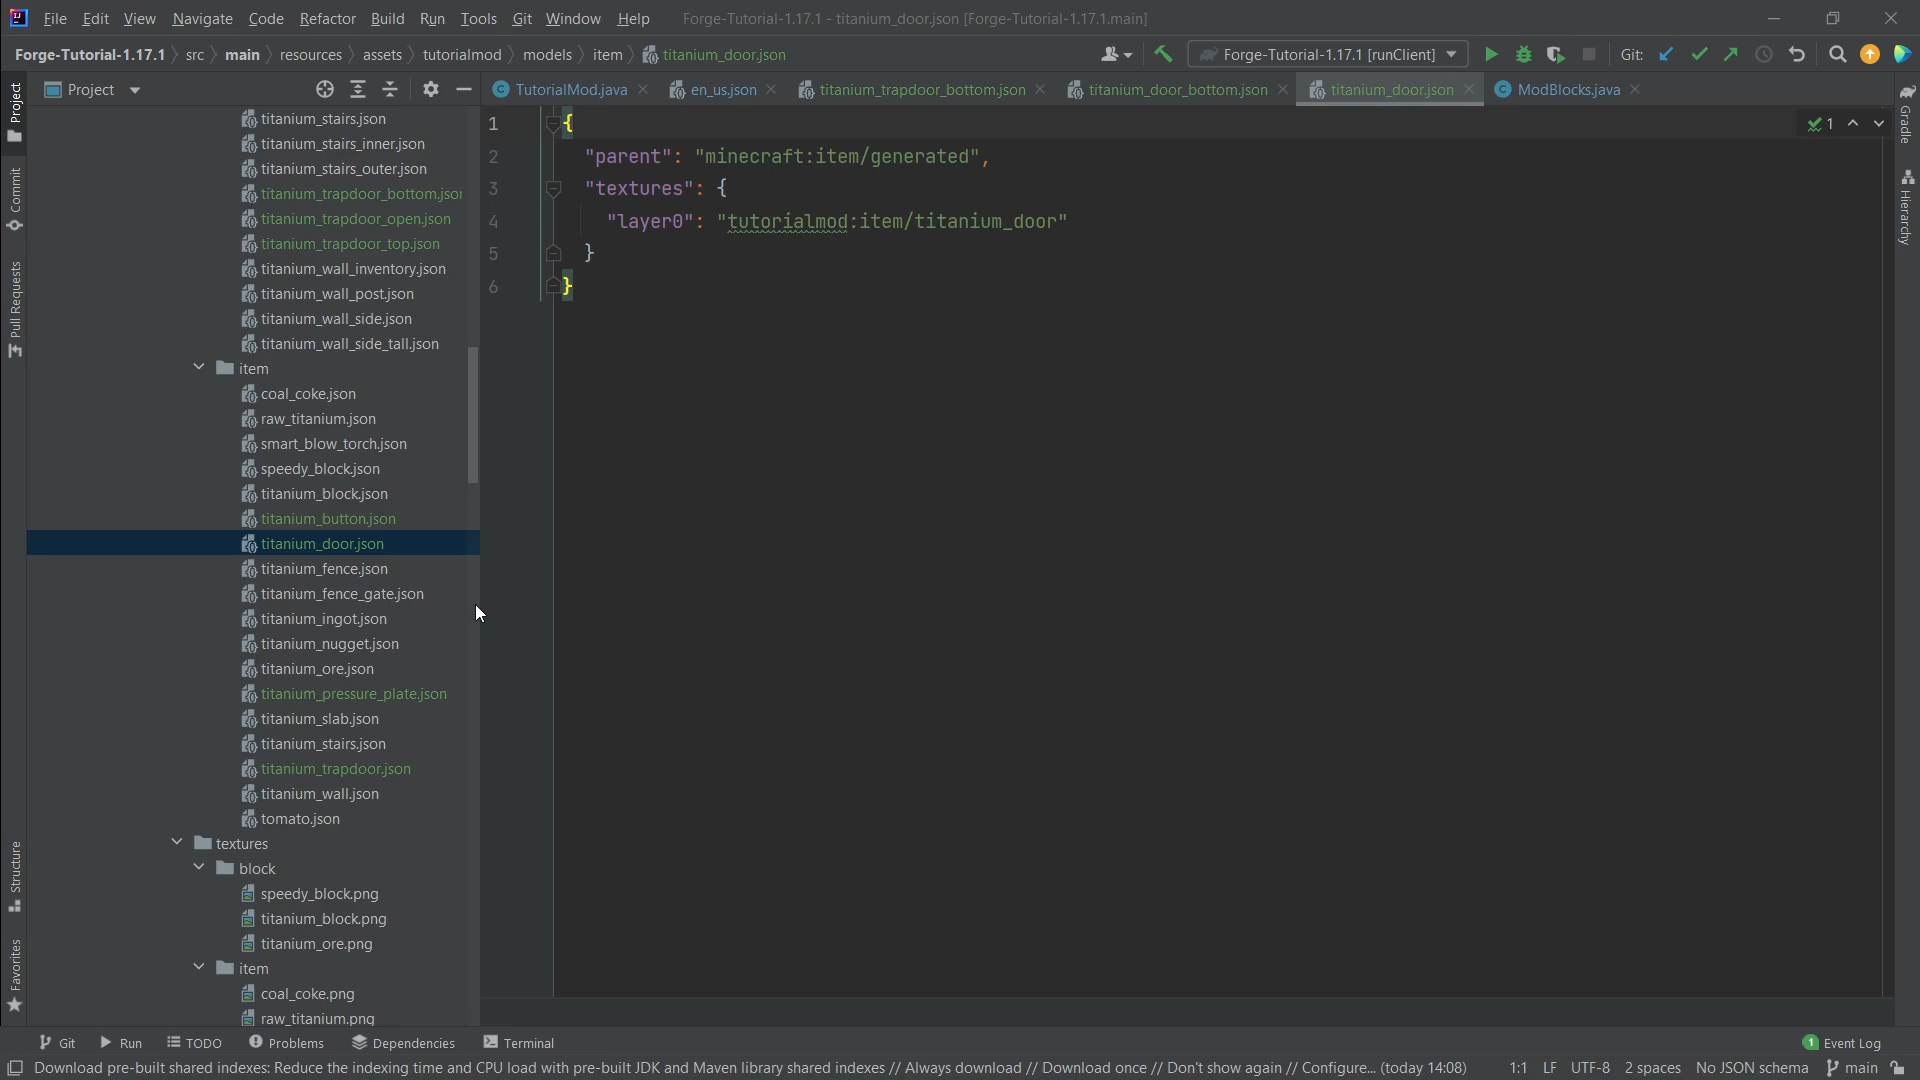 File Edit View Navigate Code Refactor Build Run Tools Git Window Help Forge-Tutorial-1.17.1 - titanium_door.json [Forge-Tutorial-1.17.1.main]
Forge-Tutorial-1.17.1 src main resources assets tutorialmod models item titanium_door.json Forge-Tutorial-1.17.1 [runClient] Git:
Project TutorialMod.java en_us.json titanium_trapdoor_bottom.json titanium_door_bottom.json titanium_door.json ModBlocks.java
Project
Commit
Pull Requests
Structure
Favorites
titanium_stairs.json
titanium_stairs_inner.json
titanium_stairs_outer.json
titanium_trapdoor_bottom.json
titanium_trapdoor_open.json
titanium_trapdoor_top.json
titanium_wall_inventory.json
titanium_wall_post.json
titanium_wall_side.json
titanium_wall_side_tall.json
item
coal_coke.json
raw_titanium.json
smart_blow_torch.json
speedy_block.json
titanium_block.json
titanium_button.json
titanium_door.json
titanium_fence.json
titanium_fence_gate.json
titanium_ingot.json
titanium_nugget.json
titanium_ore.json
titanium_pressure_plate.json
titanium_slab.json
titanium_stairs.json
titanium_trapdoor.json
titanium_wall.json
tomato.json
textures
block
speedy_block.png
titanium_block.png
titanium_ore.png
item
coal_coke.png
raw_titanium.png
1 {
2 "parent": "minecraft:item/generated",
3 "textures": {
4 "layer0": "tutorialmod:item/titanium_door"
5 }
6 }
1
Gradle
Hierarchy
Git Run TODO Problems Dependencies Terminal 1 Event Log
Download pre-built shared indexes: Reduce the indexing time and CPU load with pre-built JDK and Maven library shared indexes // Always download // Download once // Don't show again // Configure... (today 14:08) 1:1 LF UTF-8 2 spaces No JSON schema main